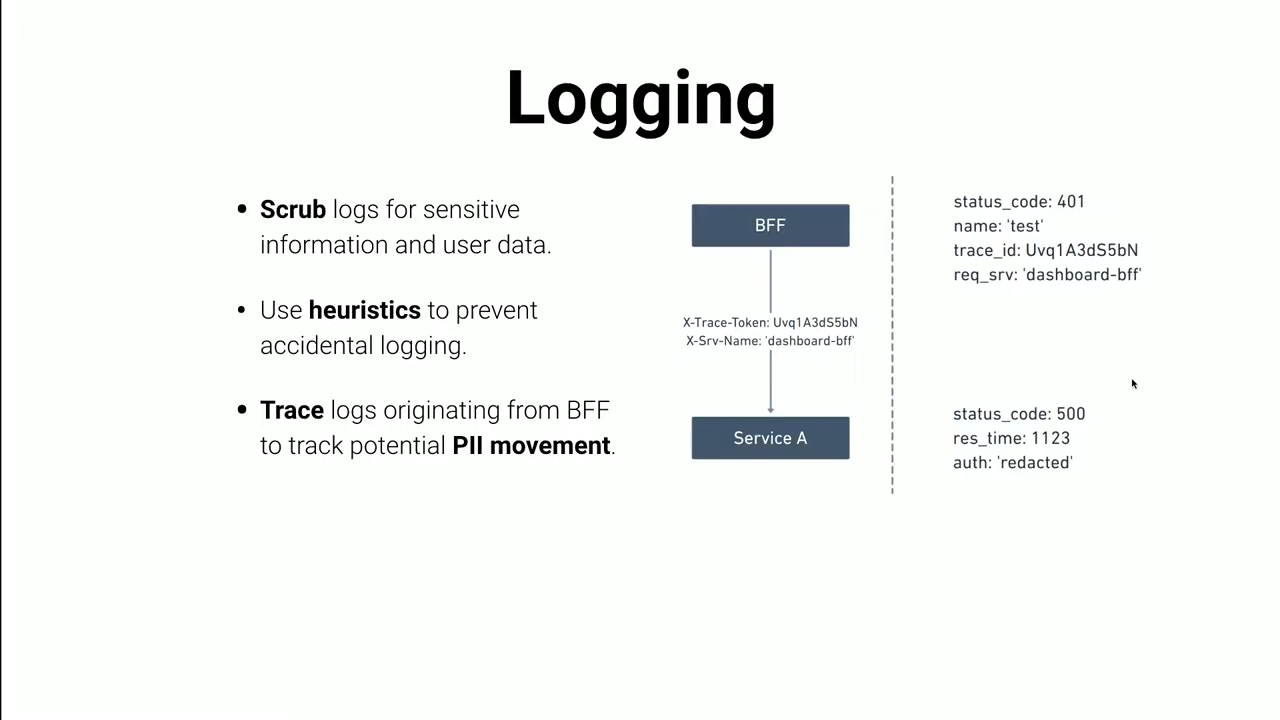 Logging
• Scrub logs for sensitive
information and user data.
• Use heuristics to prevent
accidental logging.
• Trace logs originating from BFF
to track potential PII movement.
BFF
X-Trace-Token: Uvq1A3dS5bN
X-Srv-Name: 'dashboard-bff'
Service A
status_code: 401
name: 'test'
trace_id: Uvq1A3dS5bN
req_srv: 'dashboard-bff'
status_code: 500
res_time: 1123
auth: 'redacted'